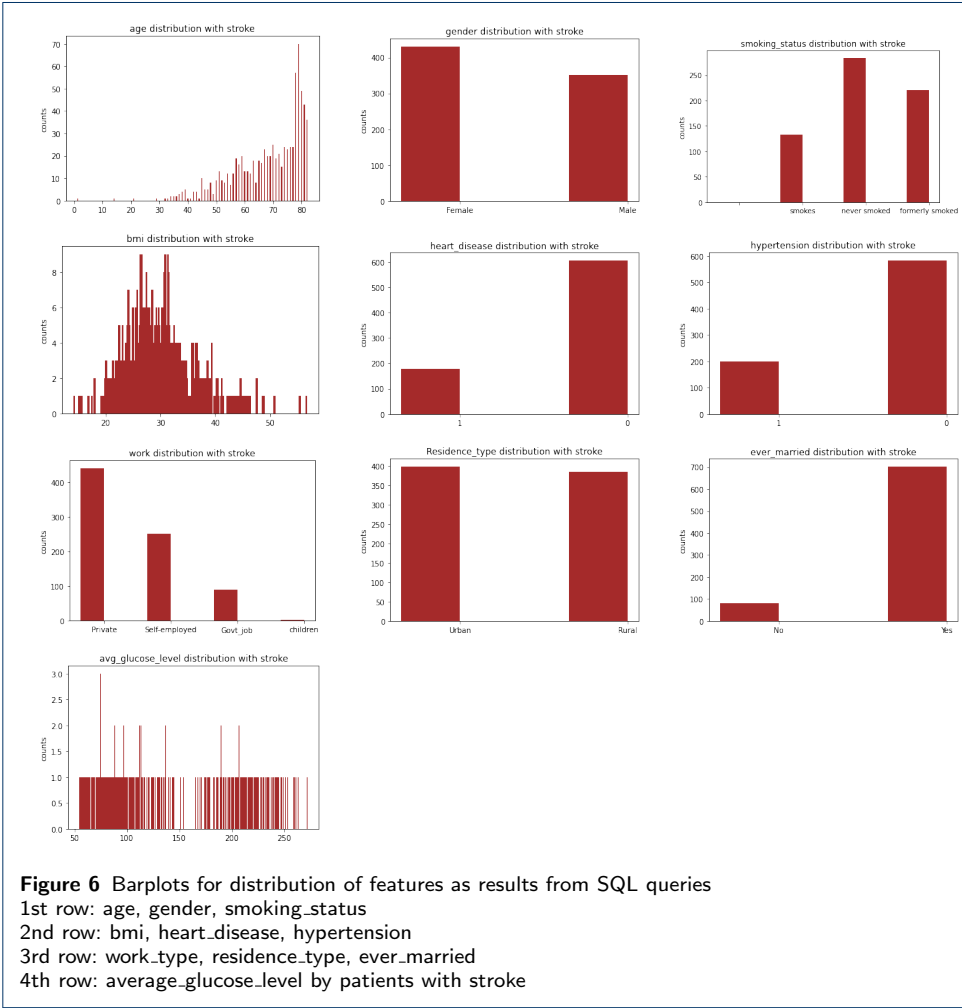 age distribution with stroke
counts
70
60
50
40
30
20
10
0
0 10 20 30 40 50 60 70 80
gender distribution with stroke
counts
400
300
200
100
0
Female Male
smoking_status distribution with stroke
counts
250
200
150
100
50
0
smokes never smoked formerly smoked
bmi distribution with stroke
counts
8
6
4
2
0
20 30 40 50
heart_disease distribution with stroke
counts
600
500
400
300
200
100
0
1 0
hypertension distribution with stroke
counts
600
500
400
300
200
100
0
1 0
work distribution with stroke
counts
400
300
200
100
0
Private Self-employed Govt_job children
Residence_type distribution with stroke
counts
400
350
300
250
200
150
100
50
0
Urban Rural
ever_married distribution with stroke
counts
700
600
500
400
300
200
100
0
No Yes
avg_glucose_level distribution with stroke
counts
3.0
2.5
2.0
1.5
1.0
0.5
0.0
50 100 150 200 250
Figure 6 Barplots for distribution of features as results from SQL queries
1st row: age, gender, smoking_status
2nd row: bmi, heart_disease, hypertension
3rd row: work_type, residence_type, ever_married
4th row: average_glucose_level by patients with stroke